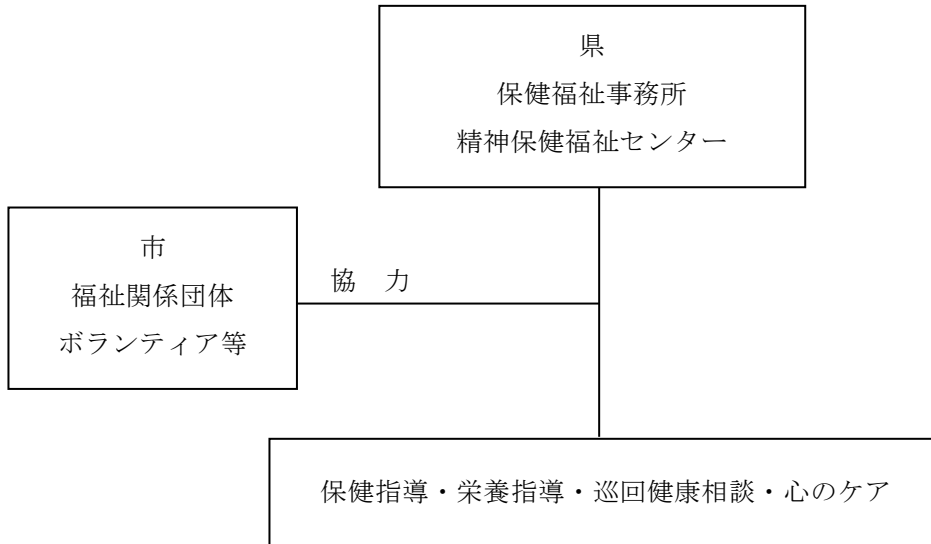 県
保健福祉事務所
精神保健福祉センター
市
福祉関係団体
ボランティア等
協　力
保健指導・栄養指導・巡回健康相談・心のケア